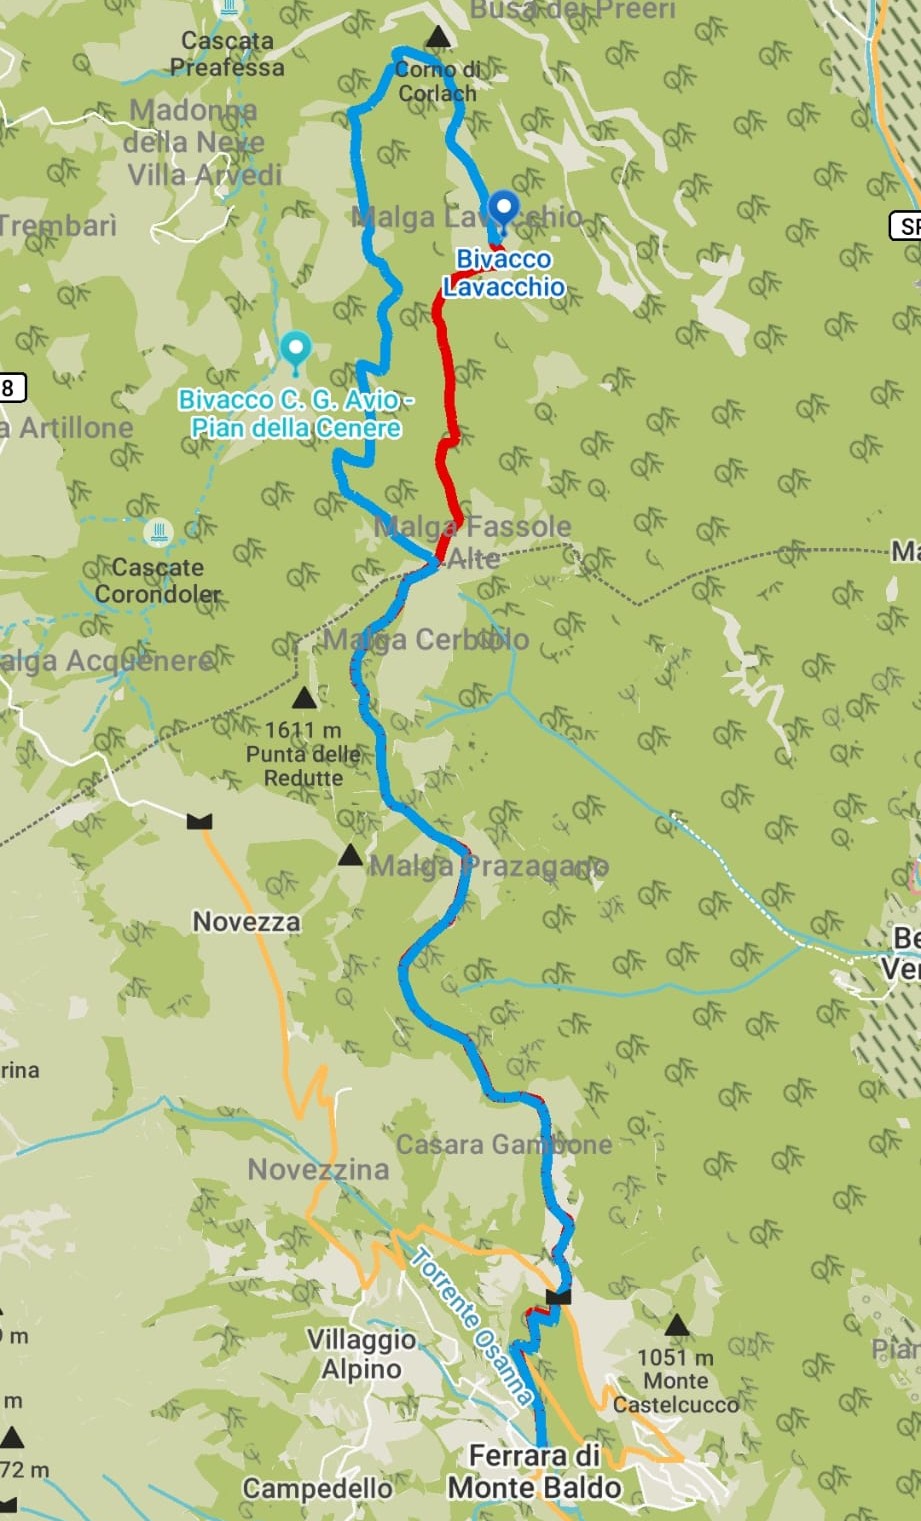 Busa dei Preeri
Cascata
Preafessa
Corno di
Corlach
Madonna
della Neve
Villa Arvedi
Trembarì
Malga Lavacchio
SP
Bivacco
Lavacchio
8
Bivacco C. G. Avio -
Pian della Cenere
a Artillone
Malga Fassole
Alte
Ma
Cascate
Corondoler
Malga Cerbiolo
alga Acquenere
1611 m
Punta delle
Redutte
Malga Prazagano
Novezza
Be
Ver
rina
Casara Gambone
Novezzina
Torrente Osanna
9 m
Villaggio
Alpino
1051 m
Monte
Castelcucco
Pian
m
72 m
Ferrara di
Monte Baldo
Campedello